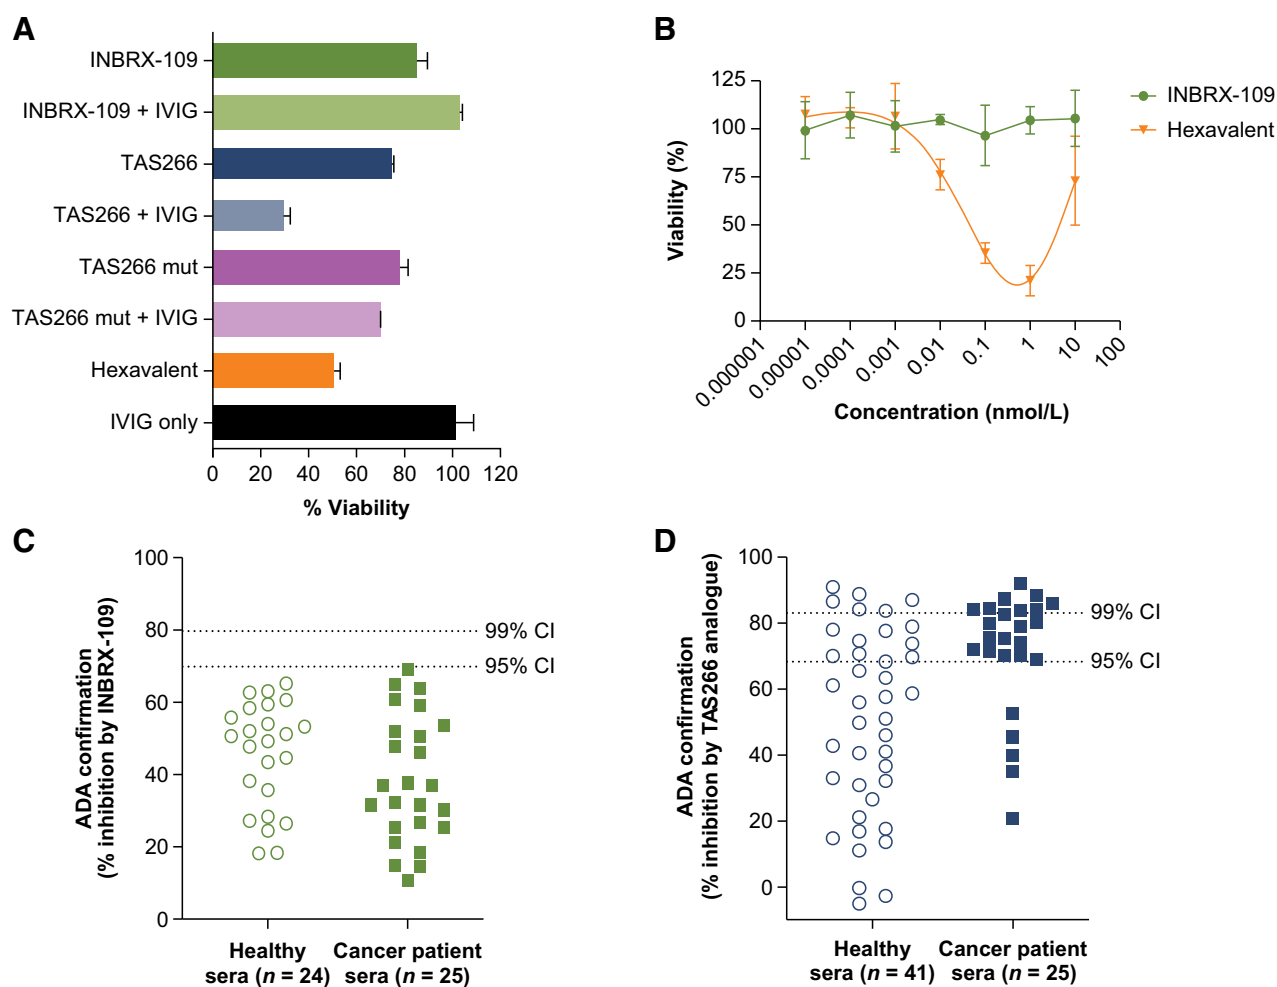 A
INBRX-109
INBRX-109 + IVIG
TAS266
TAS266 + IVIG
TAS266 mut
TAS266 mut + IVIG
Hexavalent
IVIG only
0 20 40 60 80 100 120
% Viability
B
125
100
75
50
25
0
Viability (%)
0.000001 0.00001 0.0001 0.001 0.01 0.1 1 10 100
Concentration (nmol/L)
INBRX-109
Hexavalent
C
ADA confirmation
(% inhibition by INBRX-109)
100
80
60
40
20
0
99% CI
95% CI
Healthy
sera (n = 24)
Cancer patient
sera (n = 25)
D
ADA confirmation
(% inhibition by TAS266 analogue)
100
80
60
40
20
0
99% CI
95% CI
Healthy
sera (n = 41)
Cancer patient
sera (n = 25)